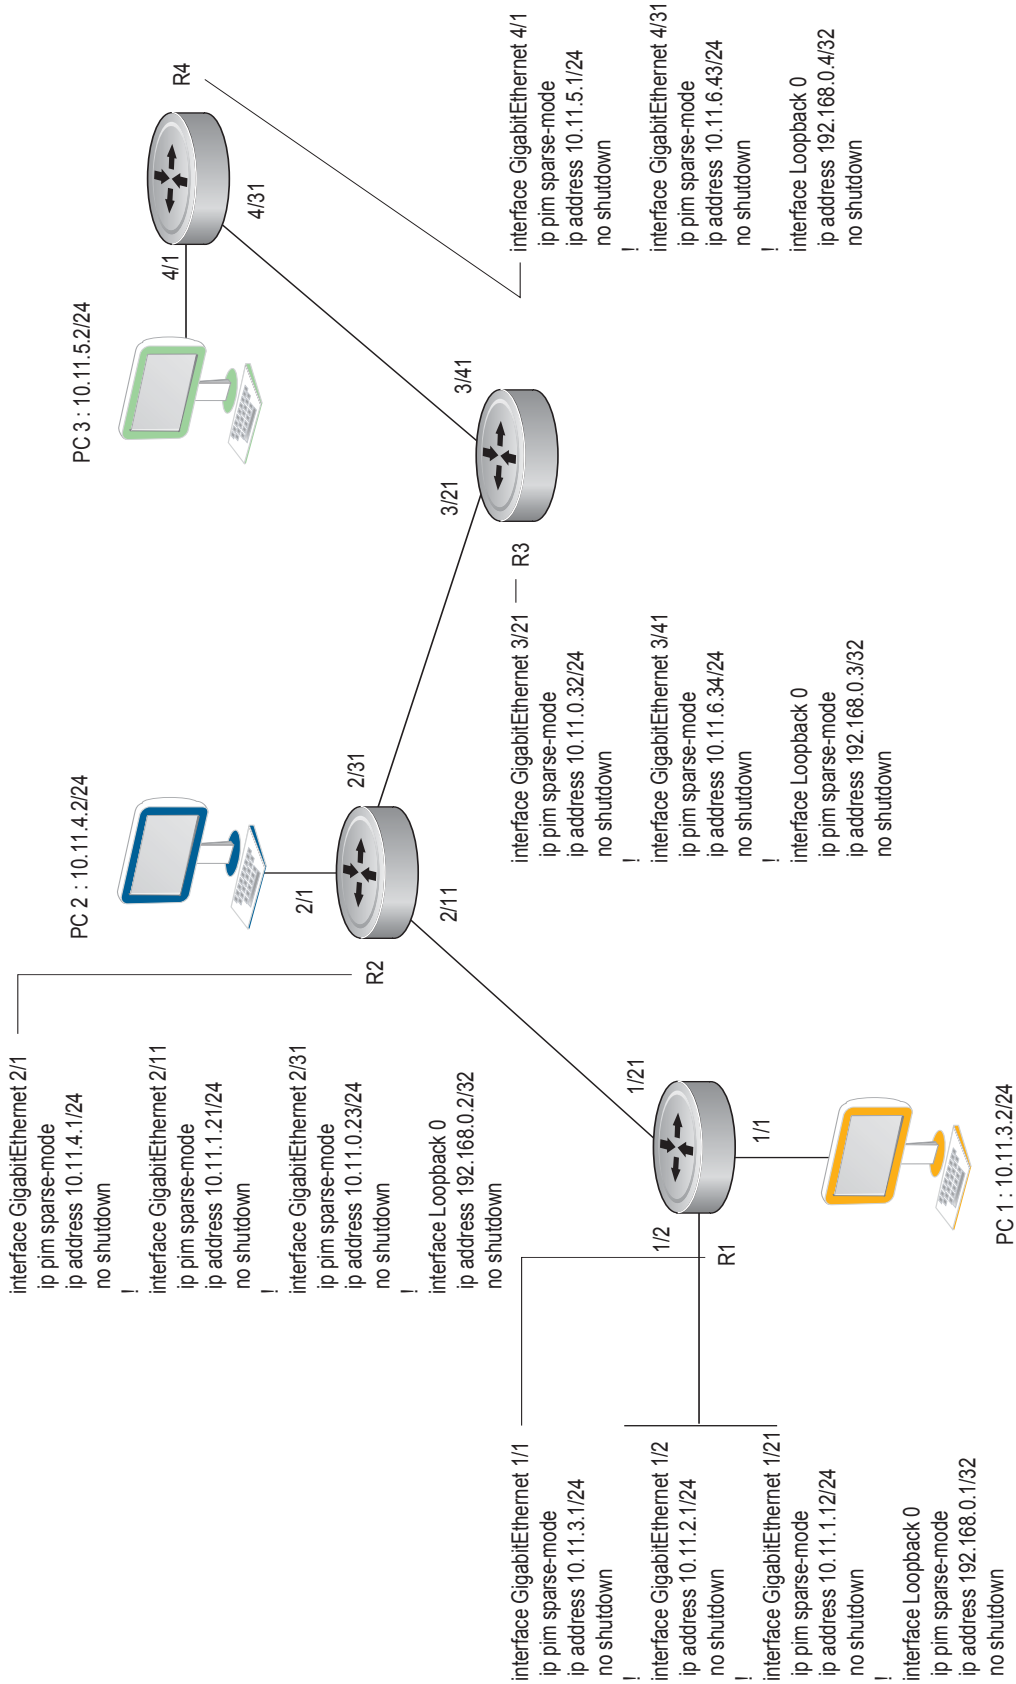 interface GigabitEthernet 2/1
ip pim sparse-mode
ip address 10.11.4.1/24
no shutdown
!
interface GigabitEthernet 2/11
ip pim sparse-mode
ip address 10.11.1.21/24
no shutdown
!
interface GigabitEthernet 2/31
ip pim sparse-mode
ip address 10.11.0.23/24
no shutdown
!
interface Loopback 0
ip address 192.168.0.2/32
no shutdown
R2
PC 2 : 10.11.4.2/24
2/1
2/31
2/11
PC 3 : 10.11.5.2/24
4/1
4/31
R4
interface GigabitEthernet 1/1
ip pim sparse-mode
ip address 10.11.3.1/24
no shutdown
!
interface GigabitEthernet 1/2
ip pim sparse-mode
ip address 10.11.2.1/24
no shutdown
!
interface GigabitEthernet 1/21
ip pim sparse-mode
ip address 10.11.1.12/24
no shutdown
!
interface Loopback 0
ip pim sparse-mode
ip address 192.168.0.1/32
no shutdown
1/2
1/21
1/1
R1
PC 1 : 10.11.3.2/24
interface GigabitEthernet 3/21
ip pim sparse-mode
ip address 10.11.0.32/24
no shutdown
!
interface GigabitEthernet 3/41
ip pim sparse-mode
ip address 10.11.6.34/24
no shutdown
!
interface Loopback 0
ip pim sparse-mode
ip address 192.168.0.3/32
no shutdown
R3
3/21
3/41
interface GigabitEthernet 4/1
ip pim sparse-mode
ip address 10.11.5.1/24
no shutdown
!
interface GigabitEthernet 4/31
ip pim sparse-mode
ip address 10.11.6.43/24
no shutdown
!
interface Loopback 0
ip address 192.168.0.4/32
no shutdown